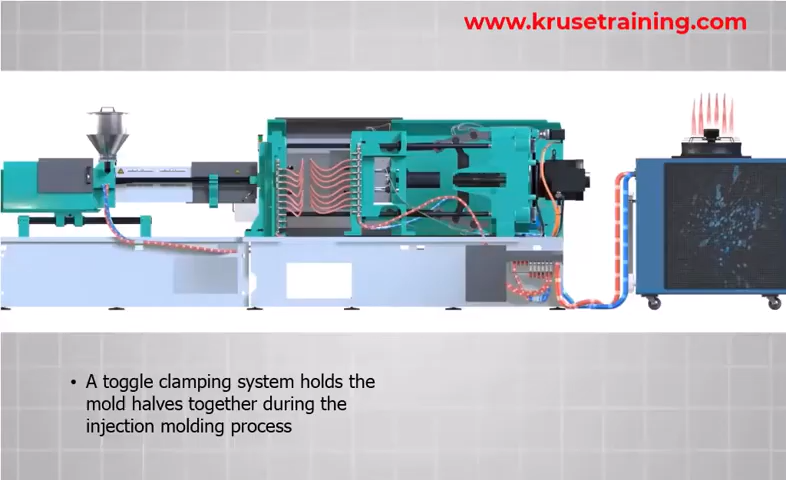 www.krusetraining.com
• A toggle clamping system holds the
mold halves together during the
injection molding process